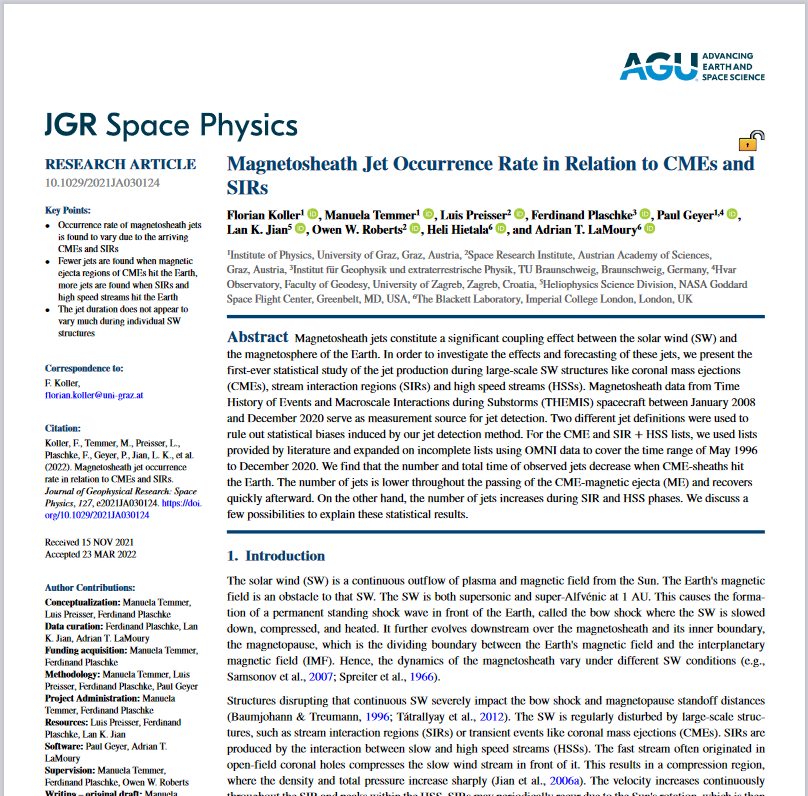 AGU ADVANCING
EARTH AND
SPACE SCIENCE
JGR Space Physics
RESEARCH ARTICLE
10.1029/2021JA030124
Key Points:
• Occurrence rate of magnetosheath jets
is found to vary due to the arriving
CMEs and SIRs
• Fewer jets are found when magnetic
ejecta regions of CMEs hit the Earth,
more jets are found when SIRs and
high speed streams hit the Earth
• The jet duration does not appear to
vary much during individual SW
structures
Correspondence to:
F. Koller,
florian.koller@uni-graz.at
Citation:
Koller, F., Temmer, M., Preisser, L.,
Plaschke, F., Geyer, P., Jian, L. K., et al.
(2022). Magnetosheath jet occurrence
rate in relation to CMEs and SIRs.
Journal of Geophysical Research: Space
Physics, 127, e2021JA030124. https://doi.
org/10.1029/2021JA030124
Received 15 NOV 2021
Accepted 23 MAR 2022
Author Contributions:
Conceptualization: Manuela Temmer,
Luis Preisser, Ferdinand Plaschke
Data curation: Ferdinand Plaschke, Lan
K. Jian, Adrian T. LaMoury
Funding acquisition: Manuela Temmer,
Ferdinand Plaschke
Methodology: Manuela Temmer, Luis
Preisser, Ferdinand Plaschke, Paul Geyer
Project Administration: Manuela
Temmer, Ferdinand Plaschke
Resources: Luis Preisser, Ferdinand
Plaschke, Lan K. Jian
Software: Paul Geyer, Adrian T.
LaMoury
Supervision: Manuela Temmer,
Ferdinand Plaschke, Owen W. Roberts
Writing – original draft: Manuela
Magnetosheath Jet Occurrence Rate in Relation to CMEs and
SIRs
Florian Koller1, Manuela Temmer1, Luis Preisser2, Ferdinand Plaschke3, Paul Geyer1,4,
Lan K. Jian5, Owen W. Roberts2, Heli Hietala6, and Adrian T. LaMoury6
1Institute of Physics, University of Graz, Graz, Austria, 2Space Research Institute, Austrian Academy of Sciences,
Graz, Austria, 3Institut für Geophysik und extraterrestrische Physik, TU Braunschweig, Braunschweig, Germany, 4Hvar
Observatory, Faculty of Geodesy, University of Zagreb, Zagreb, Croatia, 5Heliophysics Science Division, NASA Goddard
Space Flight Center, Greenbelt, MD, USA, 6The Blackett Laboratory, Imperial College London, London, UK
Abstract Magnetosheath jets constitute a significant coupling effect between the solar wind (SW) and
the magnetosphere of the Earth. In order to investigate the effects and forecasting of these jets, we present the
first-ever statistical study of the jet production during large-scale SW structures like coronal mass ejections
(CMEs), stream interaction regions (SIRs) and high speed streams (HSSs). Magnetosheath data from Time
History of Events and Macroscale Interactions during Substorms (THEMIS) spacecraft between January 2008
and December 2020 serve as measurement source for jet detection. Two different jet definitions were used to
rule out statistical biases induced by our jet detection method. For the CME and SIR + HSS lists, we used lists
provided by literature and expanded on incomplete lists using OMNI data to cover the time range of May 1996
to December 2020. We find that the number and total time of observed jets decrease when CME-sheaths hit
the Earth. The number of jets is lower throughout the passing of the CME-magnetic ejecta (ME) and recovers
quickly afterward. On the other hand, the number of jets increases during SIR and HSS phases. We discuss a
few possibilities to explain these statistical results.
1. Introduction
The solar wind (SW) is a continuous outflow of plasma and magnetic field from the Sun. The Earth's magnetic
field is an obstacle to that SW. The SW is both supersonic and super-Alfvénic at 1 AU. This causes the forma-
tion of a permanent standing shock wave in front of the Earth, called the bow shock where the SW is slowed
down, compressed, and heated. It further evolves downstream over the magnetosheath and its inner boundary,
the magnetopause, which is the dividing boundary between the Earth's magnetic field and the interplanetary
magnetic field (IMF). Hence, the dynamics of the magnetosheath vary under different SW conditions (e.g.,
Samsonov et al., 2007; Spreiter et al., 1966).
Structures disrupting that continuous SW severely impact the bow shock and magnetopause standoff distances
(Baumjohann & Treumann, 1996; Tátrallyay et al., 2012). The SW is regularly disturbed by large-scale struc-
tures, such as stream interaction regions (SIRs) or transient events like coronal mass ejections (CMEs). SIRs are
produced by the interaction between slow and high speed streams (HSSs). The fast stream often originated in
open-field coronal holes compresses the slow wind stream in front of it. This results in a compression region,
where the density and total pressure increase sharply (Jian et al., 2006a). The velocity increases continuously
throughout the SIR and peaks within the HSS. SIRs may periodically recur due to the Sun's rotation, which is then